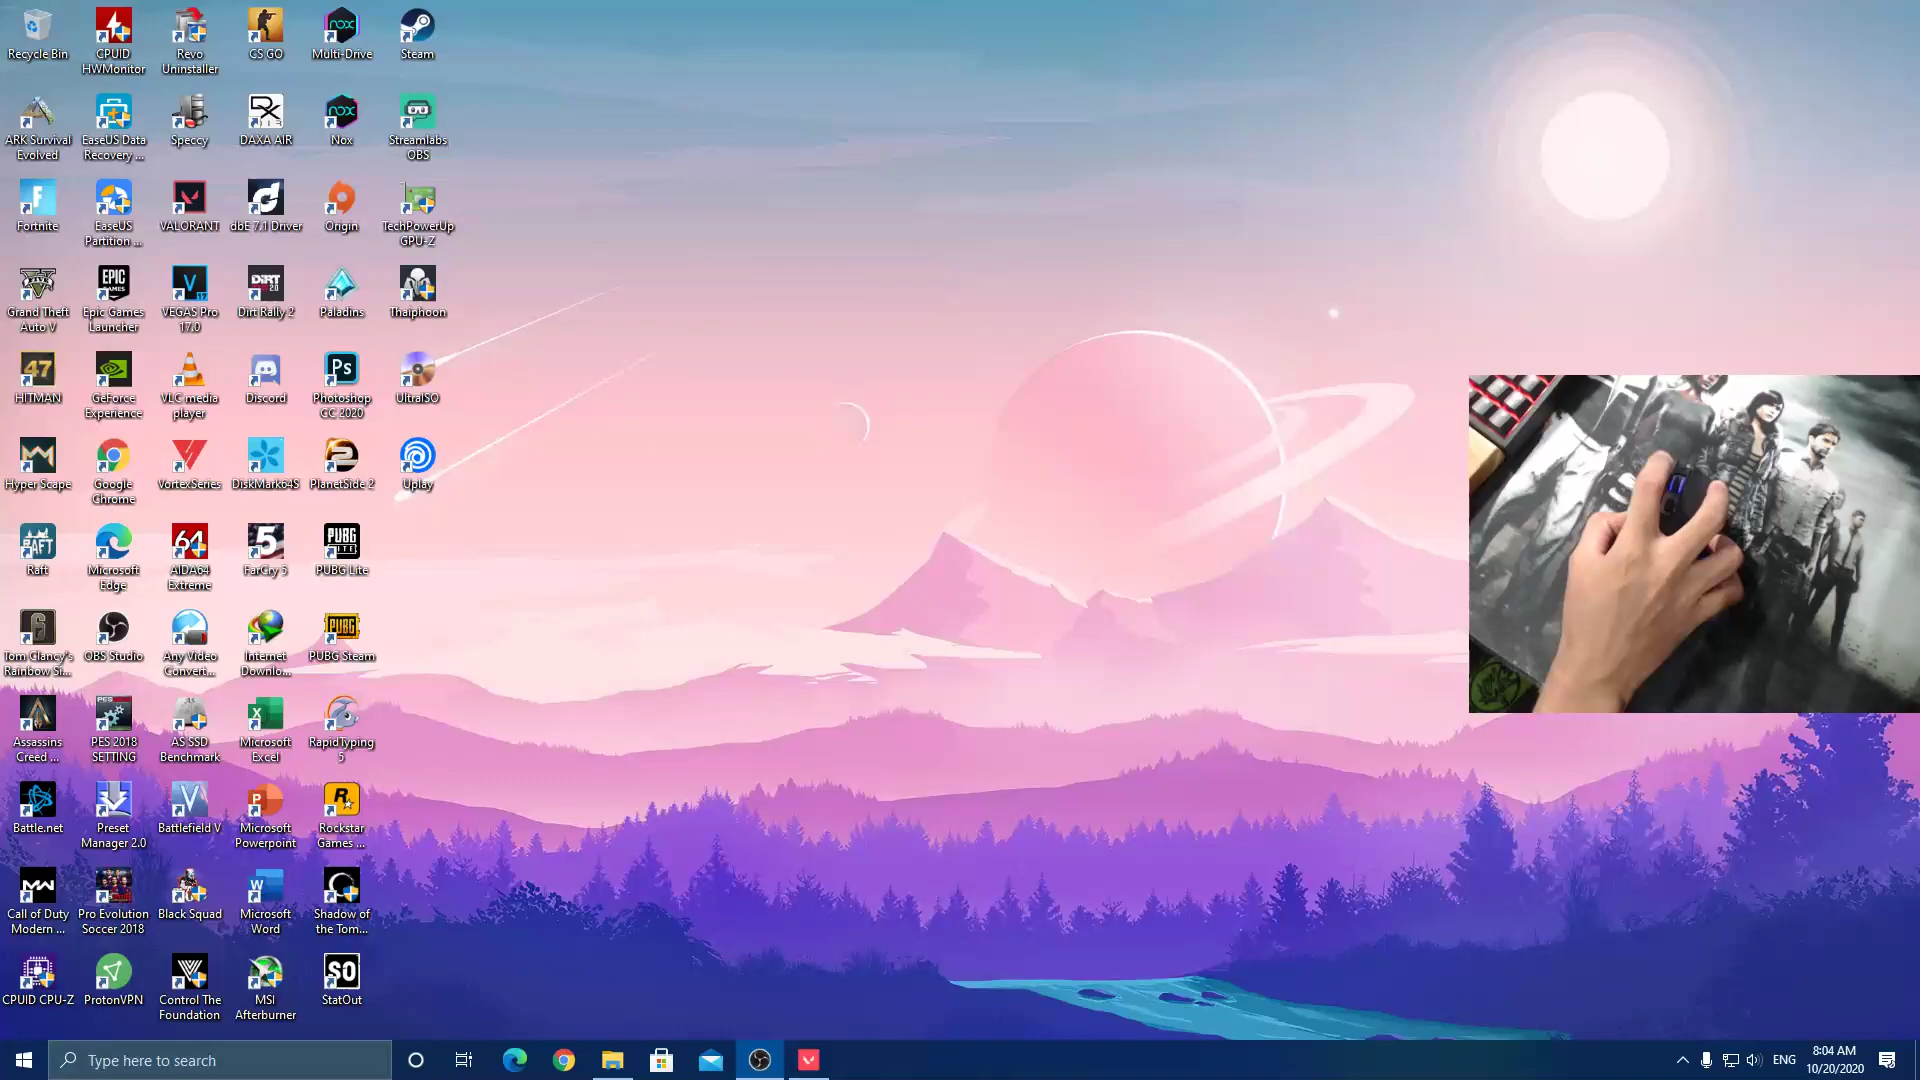 Recycle Bin
CPUID
HWMonitor
Revo
Uninstaller
CS GO
Multi-Drive
Steam
ARK Survival
Evolved
EaseUS Data
Recovery ...
Speccy
DAXA AIR
Nox
Streamlabs
OBS
Fortnite
EaseUS
Partition ...
VALORANT
dbE 7.1 Driver
Origin
TechPowerUp
GPU-Z
Grand Theft
Auto V
Epic Games
Launcher
VEGAS Pro
17.0
Dirt Rally 2
Paladins
Thaiphoon
HITMAN
GeForce
Experience
VLC media
player
Discord
Photoshop
CC 2020
UltraISO
Hyper Scape
Google
Chrome
VortexSeries
DiskMark64S
PlanetSide 2
Uplay
Raft
Microsoft
Edge
AIDA64
Extreme
FarCry 5
PUBG Lite
Tom Clancy's
Rainbow Si...
OBS Studio
Any Video
Convert...
Internet
Downlo...
PUBG Steam
Assassins
Creed ...
PES 2018
SETTING
AS SSD
Benchmark
Microsoft
Excel
RapidTyping
5
Battle.net
Preset
Manager 2.0
Battlefield V
Microsoft
Powerpoint
Rockstar
Games ...
Call of Duty
Modern ...
Pro Evolution
Soccer 2018
Black Squad
Microsoft
Word
Shadow of
the Tom...
CPUID CPU-Z
ProtonVPN
Control The
Foundation
MSI
Afterburner
StatOut
Type here to search
ENG
8:04 AM
10/20/2020